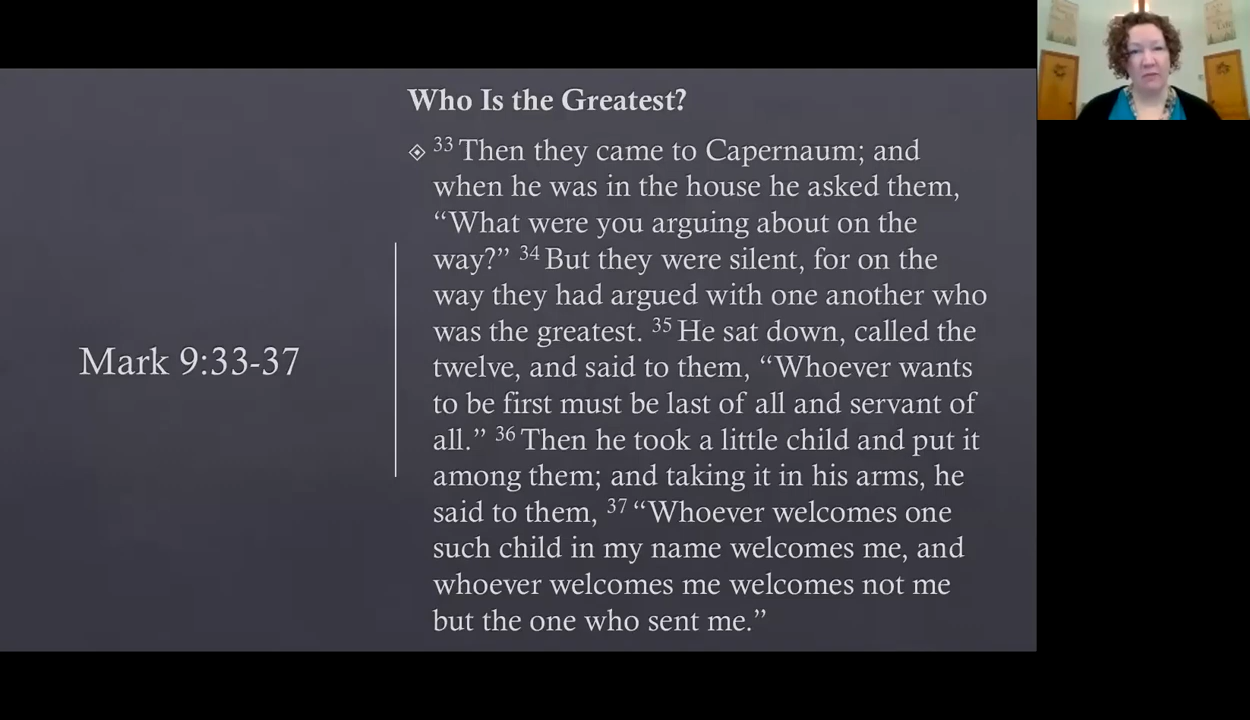 Who Is the Greatest?
33 Then they came to Capernaum; and
when he was in the house he asked them,
“What were you arguing about on the
way?” 34 But they were silent, for on the
way they had argued with one another who
was the greatest. 35 He sat down, called the
twelve, and said to them, “Whoever wants
to be first must be last of all and servant of
all.” 36 Then he took a little child and put it
among them; and taking it in his arms, he
said to them, 37 “Whoever welcomes one
such child in my name welcomes me, and
whoever welcomes me welcomes not me
but the one who sent me.”
Mark 9:33-37